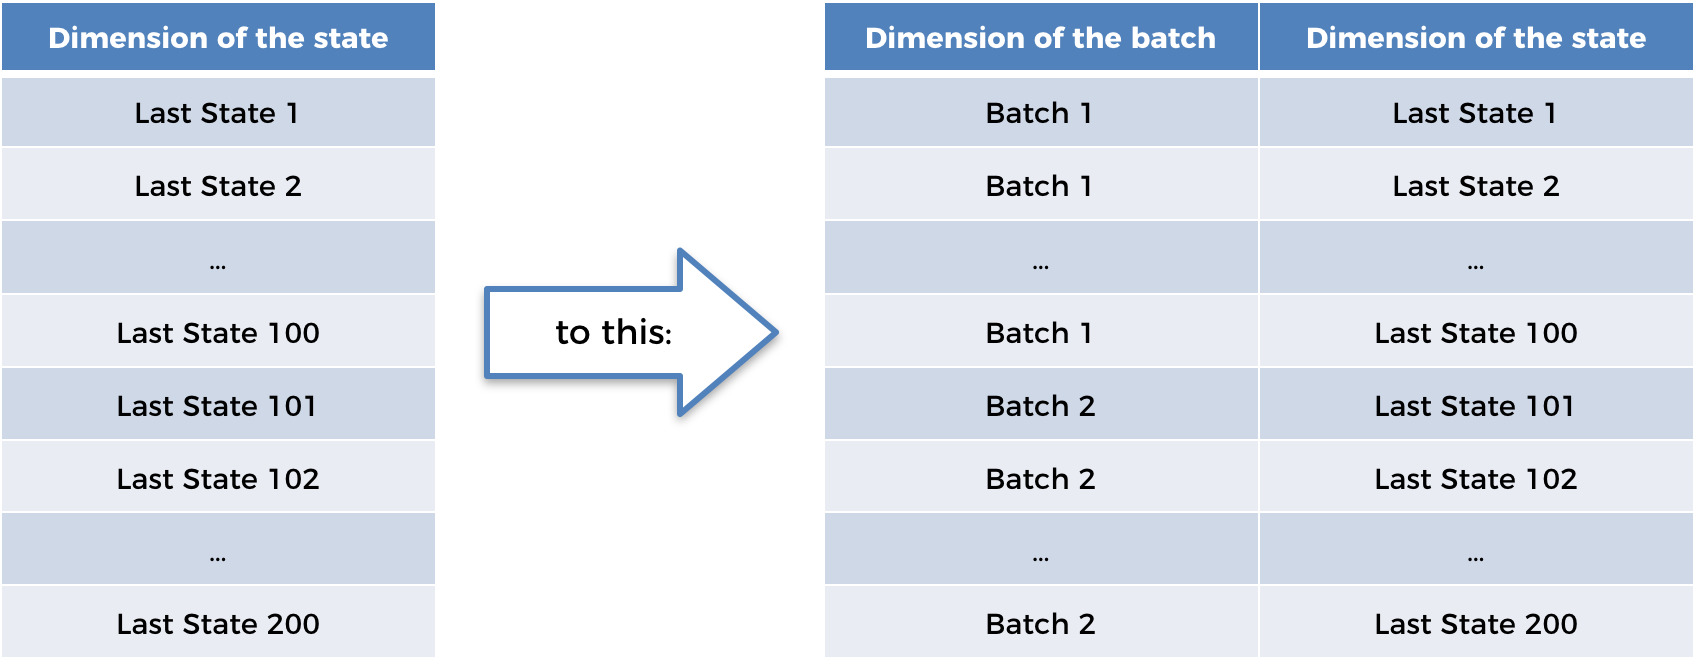 Dimension of the state
Last State 1
Last State 2
...
Last State 100
Last State 101
Last State 102
...
Last State 200
to this:
Dimension of the batch Dimension of the state
Batch 1 Last State 1
Batch 1 Last State 2
... ...
Batch 1 Last State 100
Batch 2 Last State 101
Batch 2 Last State 102
... ...
Batch 2 Last State 200